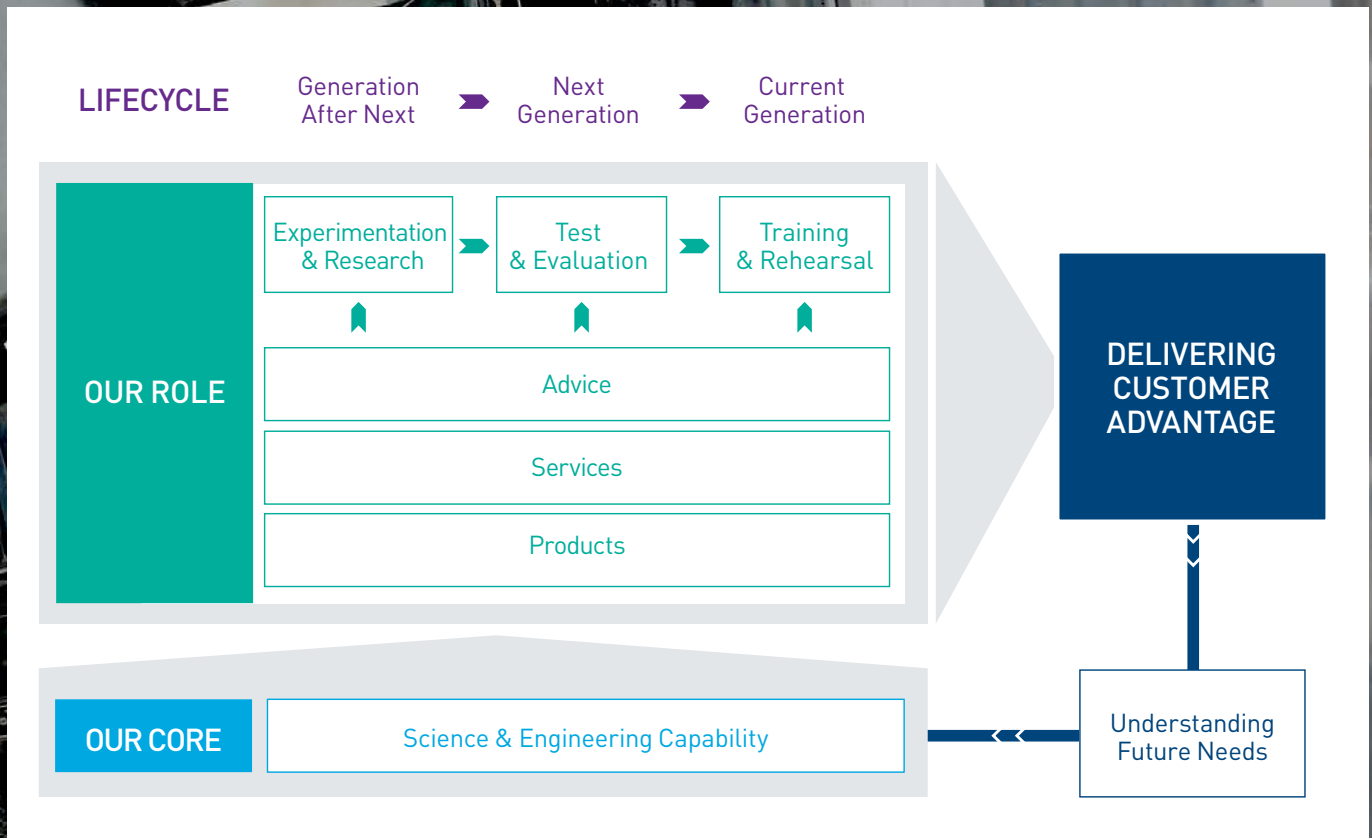 LIFECYCLE
Generation
After Next
Next
Generation
Current
Generation
OUR ROLE
Experimentation
& Research
Test
& Evaluation
Training
& Rehearsal
Advice
Services
Products
DELIVERING
CUSTOMER
ADVANTAGE
OUR CORE
Science & Engineering Capability
Understanding
Future Needs